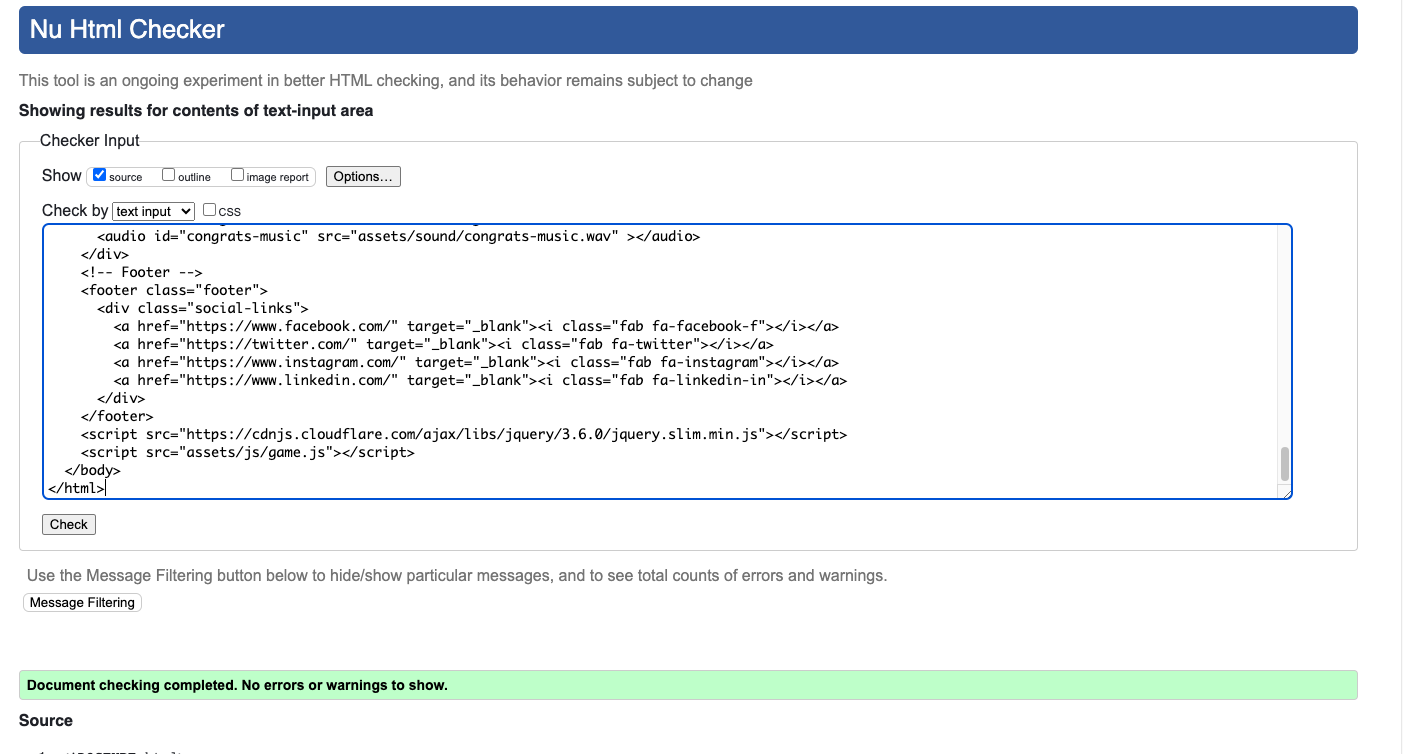 Nu Html Checker
This tool is an ongoing experiment in better HTML checking, and its behavior remains subject to change
Showing results for contents of text-input area
Checker Input
Show source outline image report Options...
Check by text input css
<audio id="congrats-music" src="assets/sound/congrats-music.wav" ></audio>
</div>
<!-- Footer -->
<footer class="footer">
<div class="social-links">
<a href="https://www.facebook.com/" target="_blank"><i class="fab fa-facebook-f"></i></a>
<a href="https://twitter.com/" target="_blank"><i class="fab fa-twitter"></i></a>
<a href="https://www.instagram.com/" target="_blank"><i class="fab fa-instagram"></i></a>
<a href="https://www.linkedin.com/" target="_blank"><i class="fab fa-linkedin-in"></i></a>
</div>
</footer>
<script src="https://cdnjs.cloudflare.com/ajax/libs/jquery/3.6.0/jquery.slim.min.js"></script>
<script src="assets/js/game.js"></script>
</body>
</html>
Check
Use the Message Filtering button below to hide/show particular messages, and to see total counts of errors and warnings.
Message Filtering
Document checking completed. No errors or warnings to show.
Source